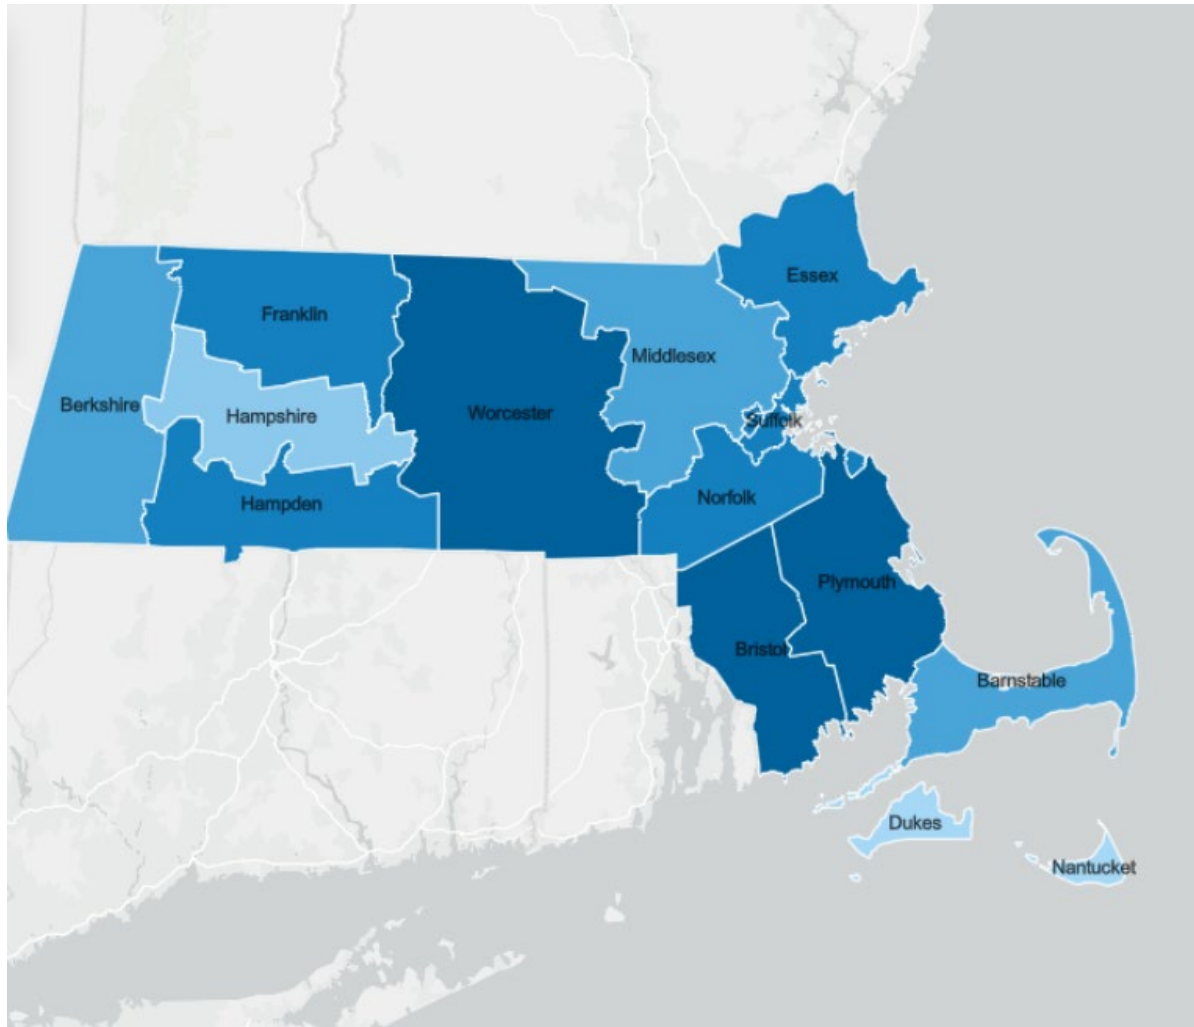 Essex
Franklin
Middlesex
Berkshire
Hampshire
Worcester
Suffolk
Hampden
Norfolk
Plymouth
Bristol
Barnstable
Dukes
Nantucket